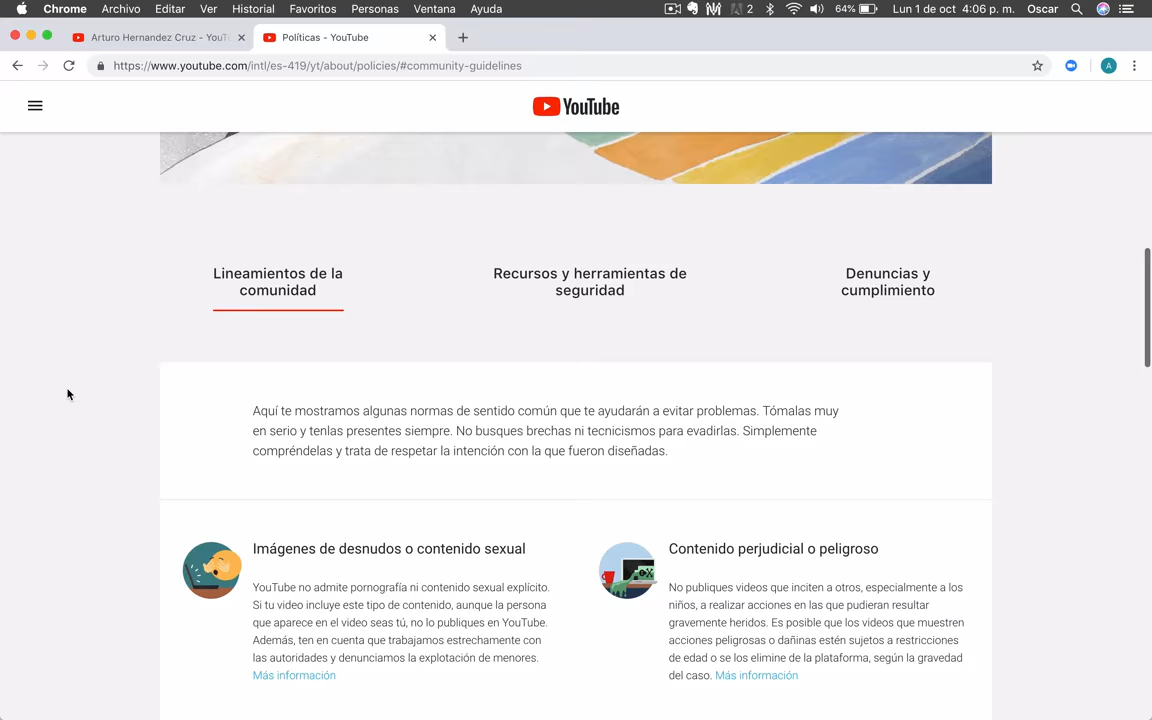 Chrome Archivo Editar Ver Historial Favoritos Personas Ventana Ayuda 2 64% Lun 1 de oct 4:06 p. m. Oscar
Arturo Hernandez Cruz - YouT Políticas - YouTube
https://www.youtube.com/intl/es-419/yt/about/policies/#community-guidelines A
YouTube
Lineamientos de la
comunidad
Recursos y herramientas de
seguridad
Denuncias y
cumplimiento
Aquí te mostramos algunas normas de sentido común que te ayudarán a evitar problemas. Tómalas muy
en serio y tenlas presentes siempre. No busques brechas ni tecnicismos para evadirlas. Simplemente
compréndelas y trata de respetar la intención con la que fueron diseñadas.
Imágenes de desnudos o contenido sexual
YouTube no admite pornografía ni contenido sexual explícito.
Si tu video incluye este tipo de contenido, aunque la persona
que aparece en el video seas tú, no lo publiques en YouTube.
Además, ten en cuenta que trabajamos estrechamente con
las autoridades y denunciamos la explotación de menores.
Más información
Contenido perjudicial o peligroso
No publiques videos que inciten a otros, especialmente a los
niños, a realizar acciones en las que pudieran resultar
gravemente heridos. Es posible que los videos que muestren
acciones peligrosas o dañinas estén sujetos a restricciones
de edad o se los elimine de la plataforma, según la gravedad
del caso. Más información